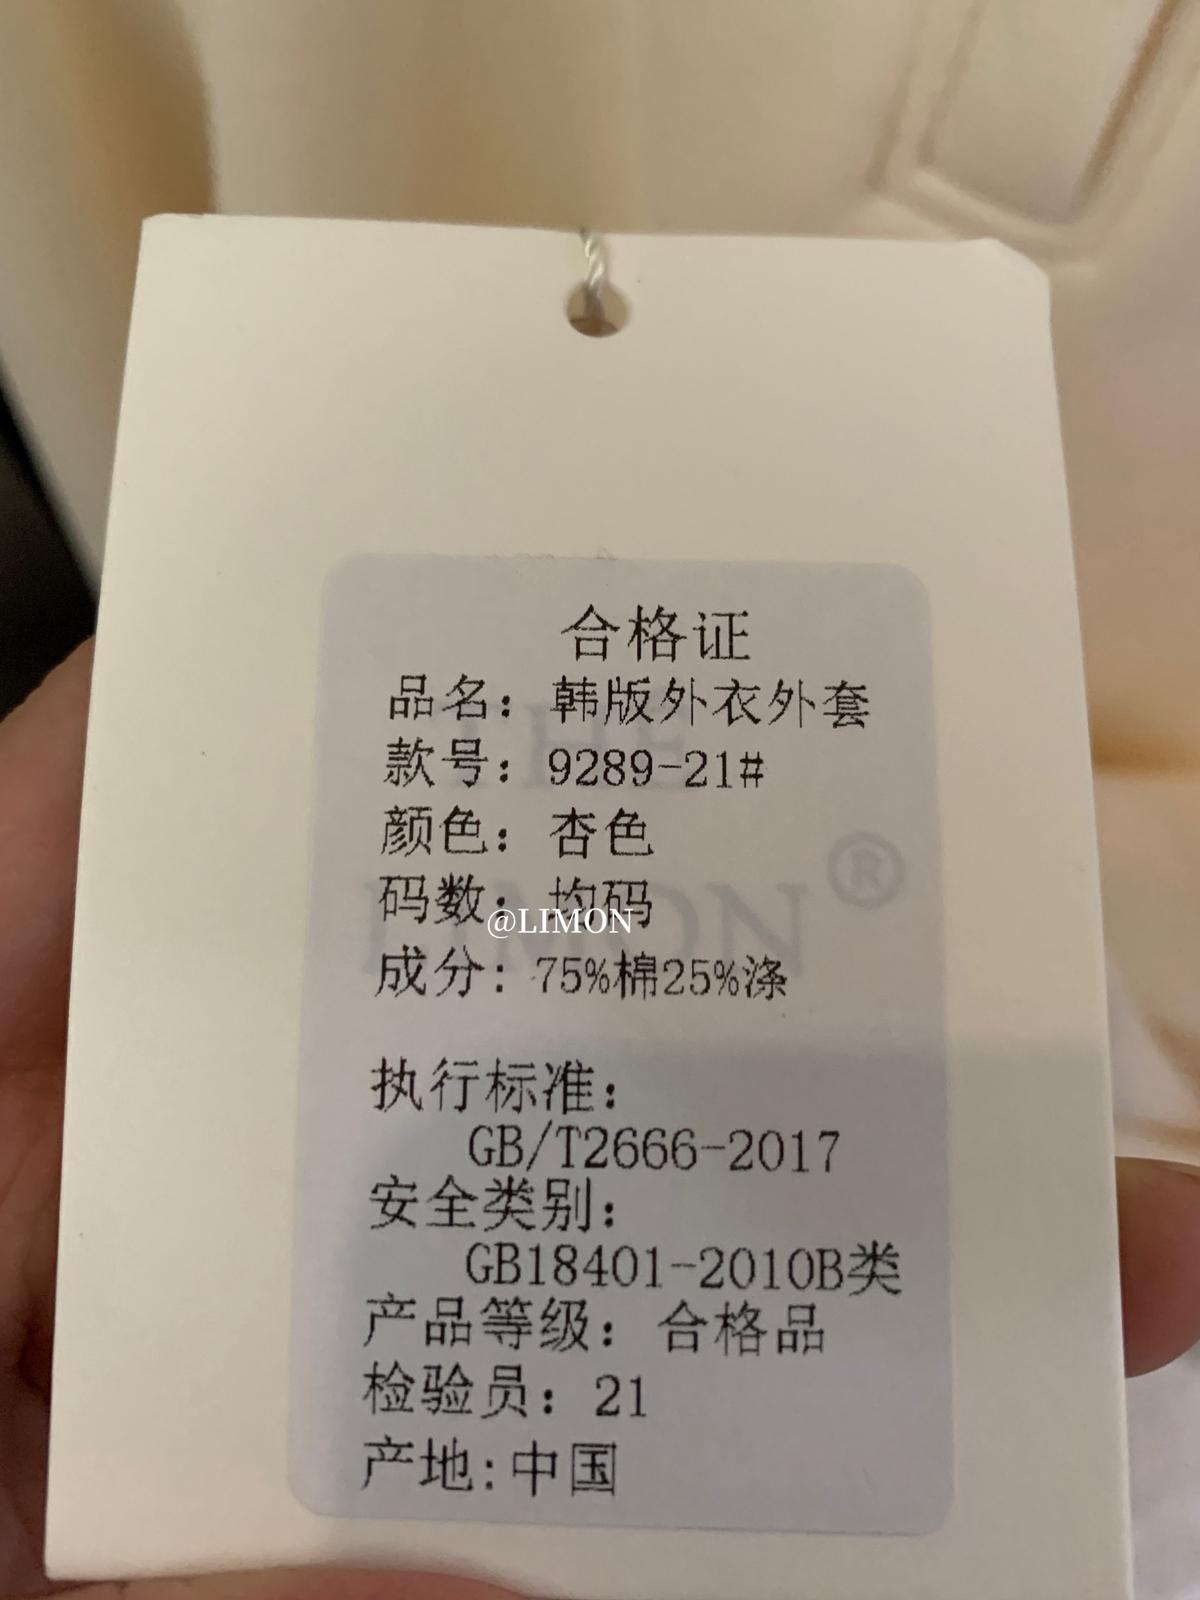 合格证
品名：韩版外衣外套
款号：9289-21#
颜色：杏色
码数：均码
@LIMON
成分：75%棉25%涤
THE
LIMON®
执行标准：
GB/T2666-2017
安全类别：
GB18401-2010B类
产品等级：合格品
检验员：21
产地:中国